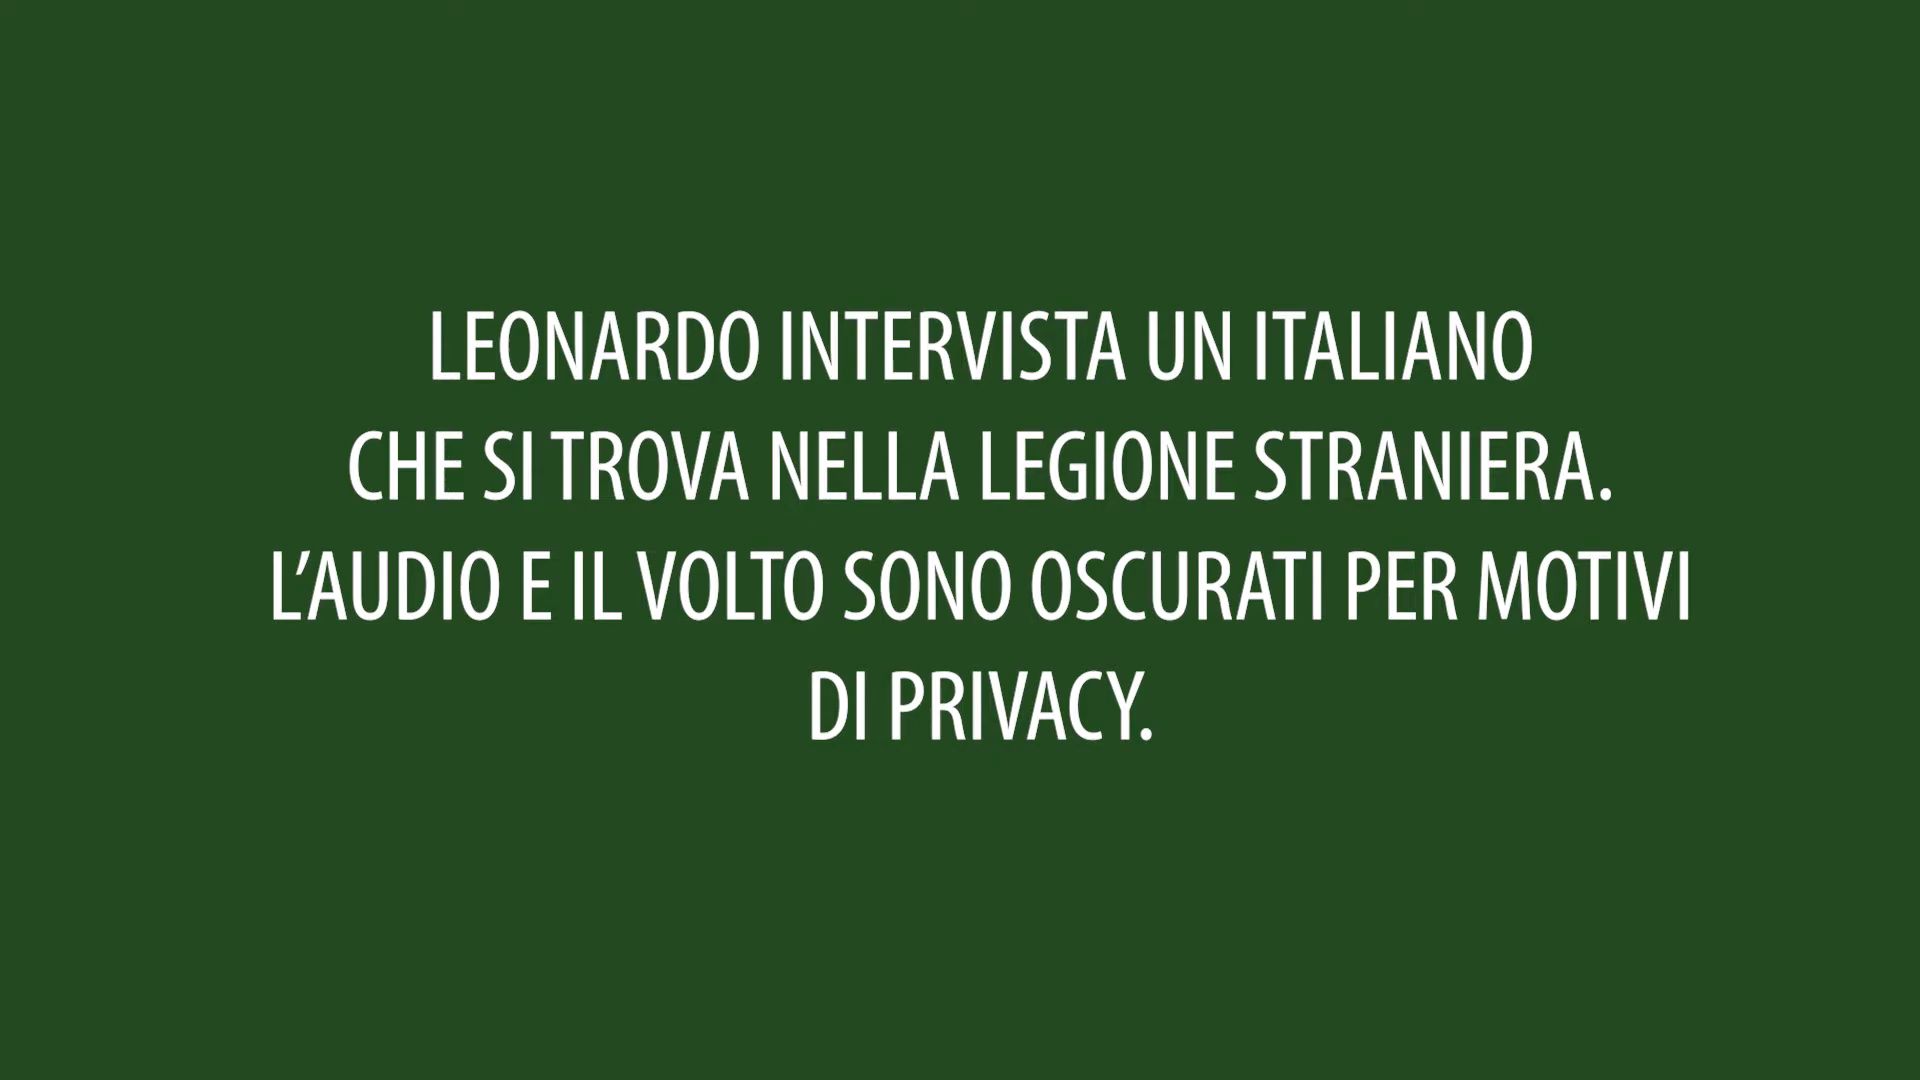 LEONARDO INTERVISTA UN ITALIANO
CHE SI TROVA NELLA LEGIONE STRANIERA.
L’AUDIO E IL VOLTO SONO OSCURATI PER MOTIVI
DI PRIVACY.